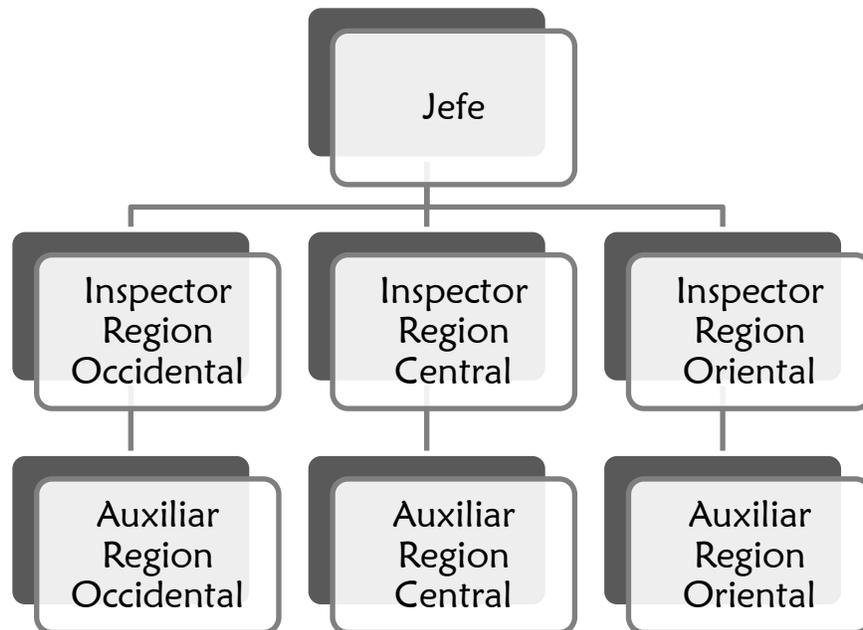 Jefe
Inspector
Region
Occidental
Inspector
Region
Central
Inspector
Region
Oriental
Auxiliar
Region
Occidental
Auxiliar
Region
Central
Auxiliar
Region
Oriental